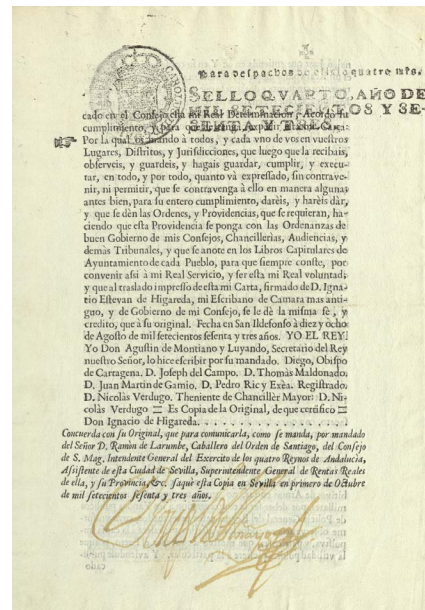 Para despachos de oficio quatro mrs.
SELLO QVARTO, AÑO DE
MIL SETECIENTOS Y SE-
SENTA Y TRES.
cado en el Consejo esta mi Real Determinacion, Acordò su
cumplimiento, y para que le tenga, expedir esta mi Carta:
Por la qual os mando à todos, y cada vno de vos en vuestros
Lugares, Distritos, y Jurisdicciones, que luego que la recibais,
observeis, y guardeis, y hagais guardar, cumplir, y execu-
tar, en todo, y por todo, quanto và expressado, sin contrave-
nir, ni permitir, que se contravenga à ello en manera alguna:
antes bien, para su entero cumplimiento, darèis, y harèis dàr,
y que se dèn las Ordenes, y Providencias, que se requieran, ha-
ciendo que esta Providencia se ponga con las Ordenanzas de
buen Gobierno de mis Consejos, Chancillerias, Audiencias, y
demàs Tribunales, y que se anote en los Libros Capitulares de
Ayuntamiento de cada Pueblo, para que siempre conste, por
convenir asi à mi Real Servicio, y ser esta mi Real voluntad;
y que al traslado impresso de esta mi Carta, firmado de D. Igna-
tio Estevan de Higareda, mi Escribano de Camara mas anti-
guo, y de Gobierno de mi Consejo, se le dè la misma fe, y
credito, que à su original. Fecha en San Ildefonso à diez y ocho
de Agosto de mil setecientos sesenta y tres años. YO EL REY.
Yo Don Agustin de Montiano y Luyando, Secretario del Rey
nuestro Señor, lo hice escribir por su mandado. Diego, Obispo
de Cartagena. D. Joseph del Campo. D. Thomàs Maldonado.
D. Juan Martin de Gamio. D. Pedro Ric y Exèa. Registrado.
D. Nicolàs Verdugo. Theniente de Chancillèr Mayor: D. Ni-
colàs Verdugo = Es Copia de la Original, de que certifico =
Don Ignacio de Higareda.
Concuerda con su Original, que para comunicarla, como se manda, por mandado
del Señor D. Ramòn de Larumbe, Caballero del Orden de Santiago, del Consejo
de S. Mag. Intendente General del Exercito de los quatro Reynos de Andalucia,
Assistente de esta Ciudad de Sevilla, Superintendente General de Rentas Reales
de ella, y su Provincia, &c. saquè esta Copia en Sevilla en primero de Octubre
de mil setecientos sesenta y tres años.